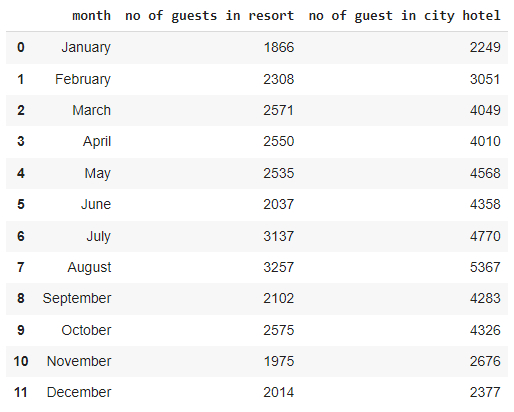 month no of guests in resort no of guest in city hotel
0 January 1866 2249
1 February 2308 3051
2 March 2571 4049
3 April 2550 4010
4 May 2535 4568
5 June 2037 4358
6 July 3137 4770
7 August 3257 5367
8 September 2102 4283
9 October 2575 4326
10 November 1975 2676
11 December 2014 2377